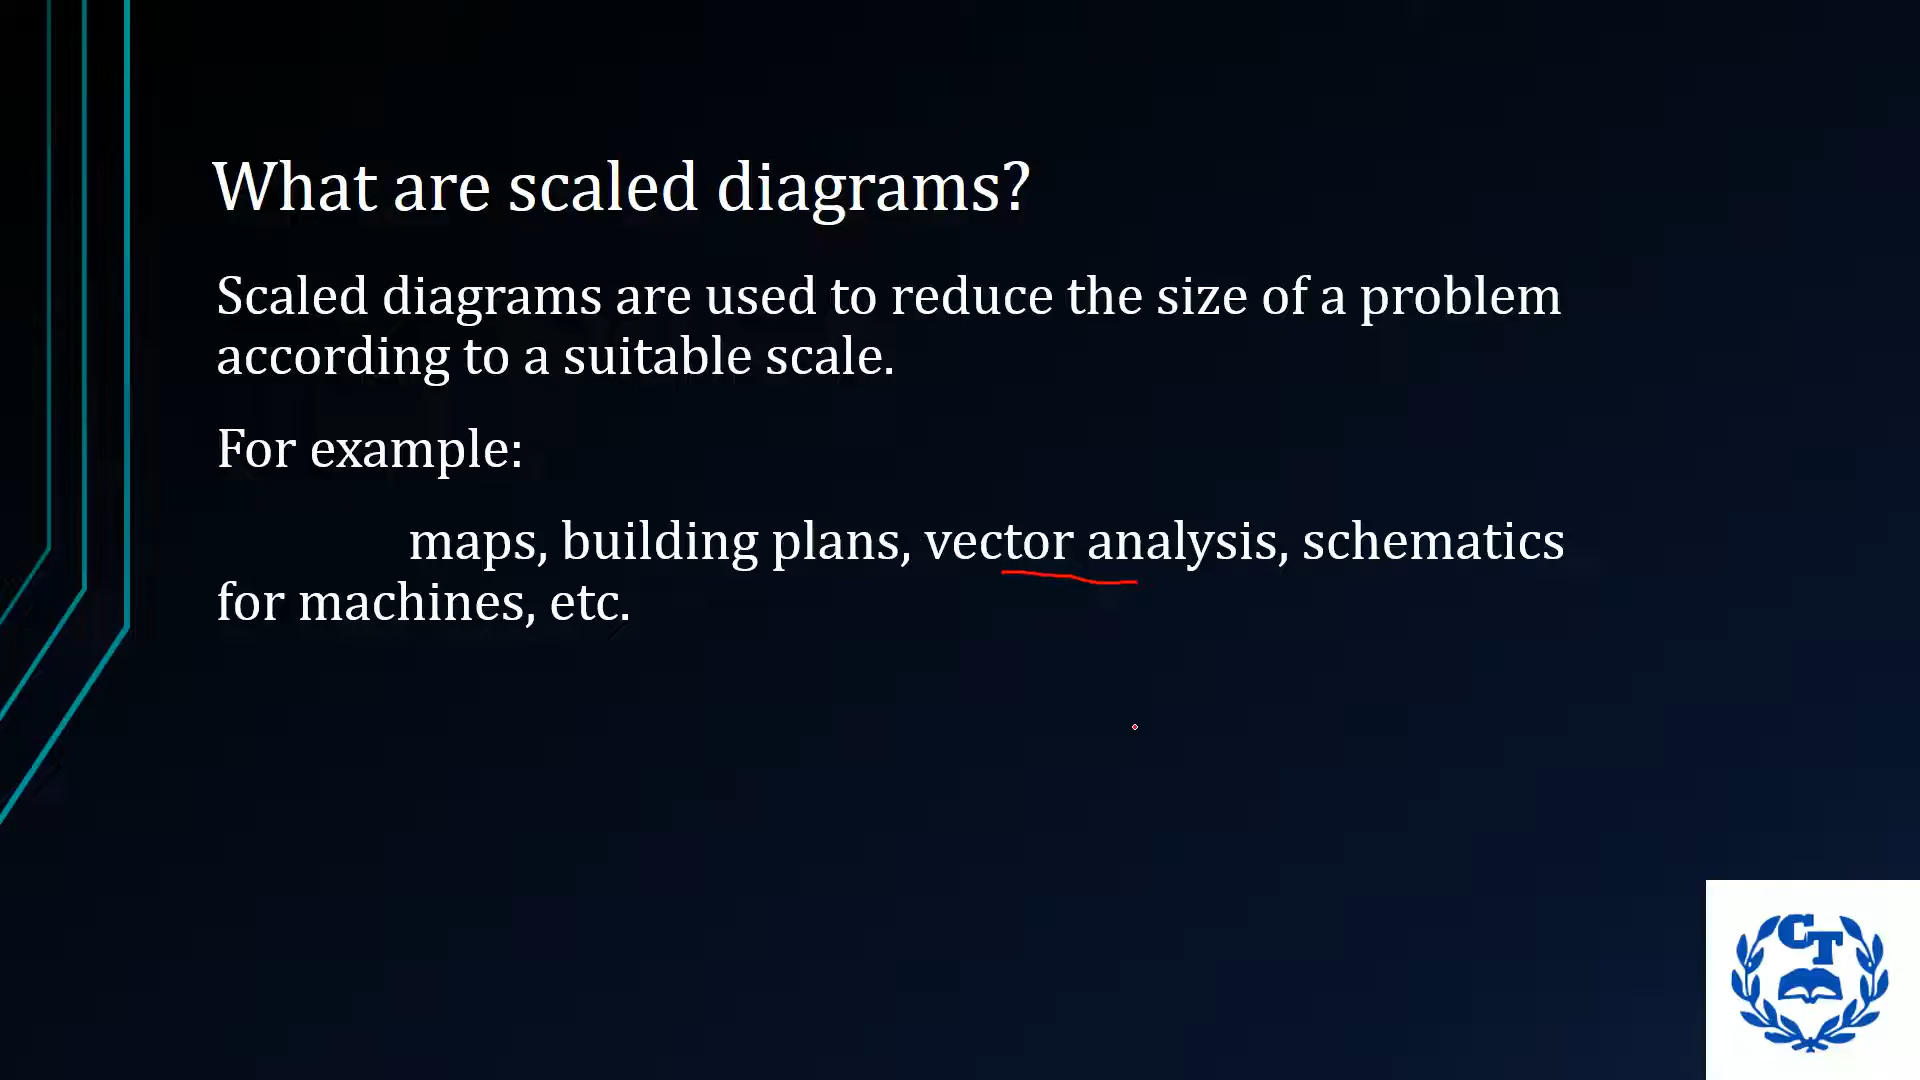 What are scaled diagrams?
Scaled diagrams are used to reduce the size of a problem
according to a suitable scale.
For example:
maps, building plans, vector analysis, schematics
for machines, etc.
CT